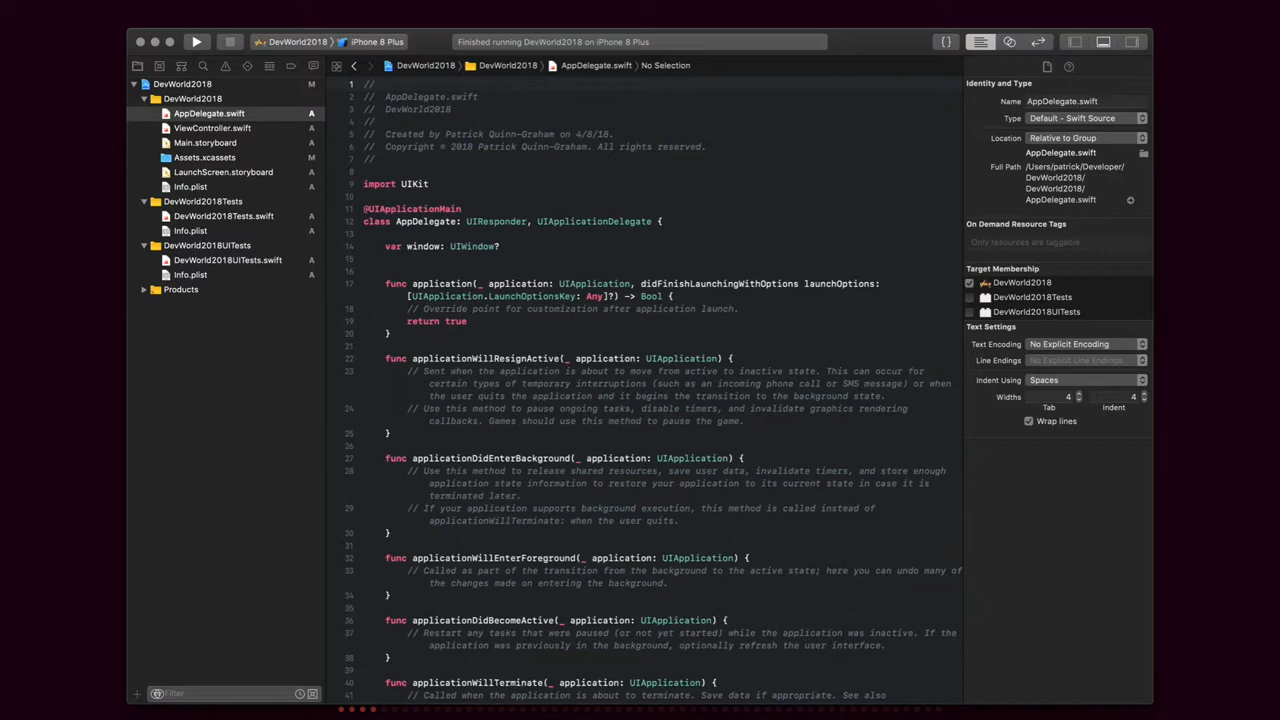 DevWorld2018 〉 iPhone 8 Plus
Finished running DevWorld2018 on iPhone 8 Plus
{ }
DevWorld2018
DevWorld2018
AppDelegate.swift A
ViewController.swift A
Main.storyboard A
Assets.xcassets M
LaunchScreen.storyboard A
Info.plist A
DevWorld2018Tests
DevWorld2018Tests.swift A
Info.plist A
DevWorld2018UITests
DevWorld2018UITests.swift A
Info.plist A
Products
Filter
DevWorld2018 〉 DevWorld2018 〉 AppDelegate.swift 〉 No Selection
1 //
2 //  AppDelegate.swift
3 //  DevWorld2018
4 //
5 //  Created by Patrick Quinn-Graham on 4/8/18.
6 //  Copyright © 2018 Patrick Quinn-Graham. All rights reserved.
7 //
8
9 import UIKit
10
11 @UIApplicationMain
12 class AppDelegate: UIResponder, UIApplicationDelegate {
13
14 var window: UIWindow?
15
16
17 func application(_ application: UIApplication, didFinishLaunchingWithOptions launchOptions:
[UIApplication.LaunchOptionsKey: Any]?) -> Bool {
18 // Override point for customization after application launch.
19 return true
20 }
21
22 func applicationWillResignActive(_ application: UIApplication) {
23 // Sent when the application is about to move from active to inactive state. This can occur for
certain types of temporary interruptions (such as an incoming phone call or SMS message) or when
the user quits the application and it begins the transition to the background state.
24 // Use this method to pause ongoing tasks, disable timers, and invalidate graphics rendering
callbacks. Games should use this method to pause the game.
25 }
26
27 func applicationDidEnterBackground(_ application: UIApplication) {
28 // Use this method to release shared resources, save user data, invalidate timers, and store enough
application state information to restore your application to its current state in case it is
terminated later.
29 // If your application supports background execution, this method is called instead of
applicationWillTerminate: when the user quits.
30 }
31
32 func applicationWillEnterForeground(_ application: UIApplication) {
33 // Called as part of the transition from the background to the active state; here you can undo many of
the changes made on entering the background.
34 }
35
36 func applicationDidBecomeActive(_ application: UIApplication) {
37 // Restart any tasks that were paused (or not yet started) while the application was inactive. If the
application was previously in the background, optionally refresh the user interface.
38 }
39
40 func applicationWillTerminate(_ application: UIApplication) {
41 // Called when the application is about to terminate. Save data if appropriate. See also
Identity and Type
Name AppDelegate.swift
Type Default - Swift Source
Location Relative to Group
AppDelegate.swift
Full Path /Users/patrick/Developer/
DevWorld2018/
DevWorld2018/
AppDelegate.swift
On Demand Resource Tags
Only resources are taggable
Target Membership
DevWorld2018
DevWorld2018Tests
DevWorld2018UITests
Text Settings
Text Encoding No Explicit Encoding
Line Endings No Explicit Line Endings
Indent Using Spaces
Widths 4 4
Tab Indent
Wrap lines